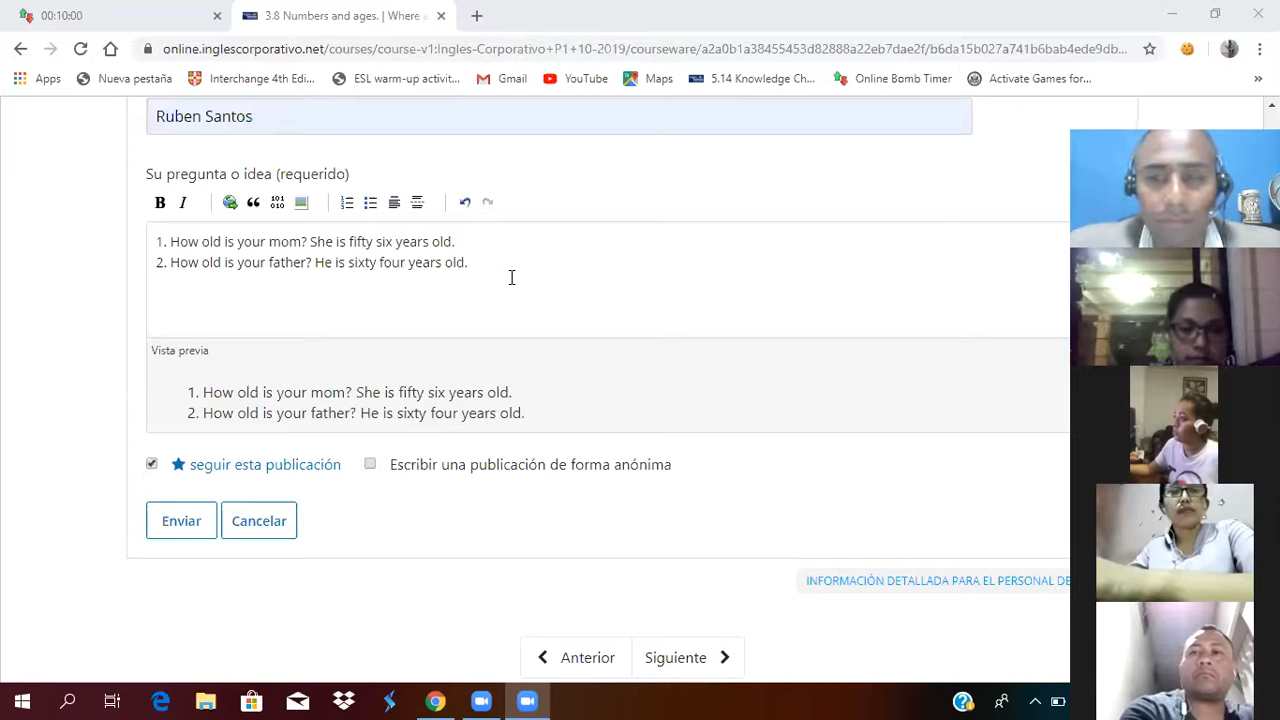 00:10:00
3.8 Numbers and ages. | Where a
online.inglescorporativo.net/courses/course-v1:Ingles-Corporativo+P1+10-2019/courseware/a2a0b1a38455453d82888a22eb7dae2f/b6da15b027a741b6bab4ede9db...
Apps Nueva pestaña Interchange 4th Edi... ESL warm-up activit... Gmail YouTube Maps 5.14 Knowledge Ch... Online Bomb Timer Activate Games for...
Ruben Santos
Su pregunta o idea (requerido)
B I 101 010
1. How old is your mom? She is fifty six years old.
2. How old is your father? He is sixty four years old.
Vista previa
1. How old is your mom? She is fifty six years old.
2. How old is your father? He is sixty four years old.
seguir esta publicación Escribir una publicación de forma anónima
Enviar Cancelar
INFORMACIÓN DETALLADA PARA EL PERSONAL DE
Anterior Siguiente